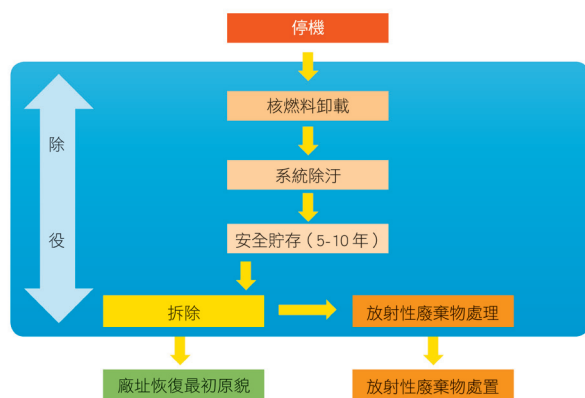 停機
核燃料卸載
除
系統除汙
役
安全貯存（5-10 年）
拆除
放射性廢棄物處理
廠址恢復最初原貌
放射性廢棄物處置